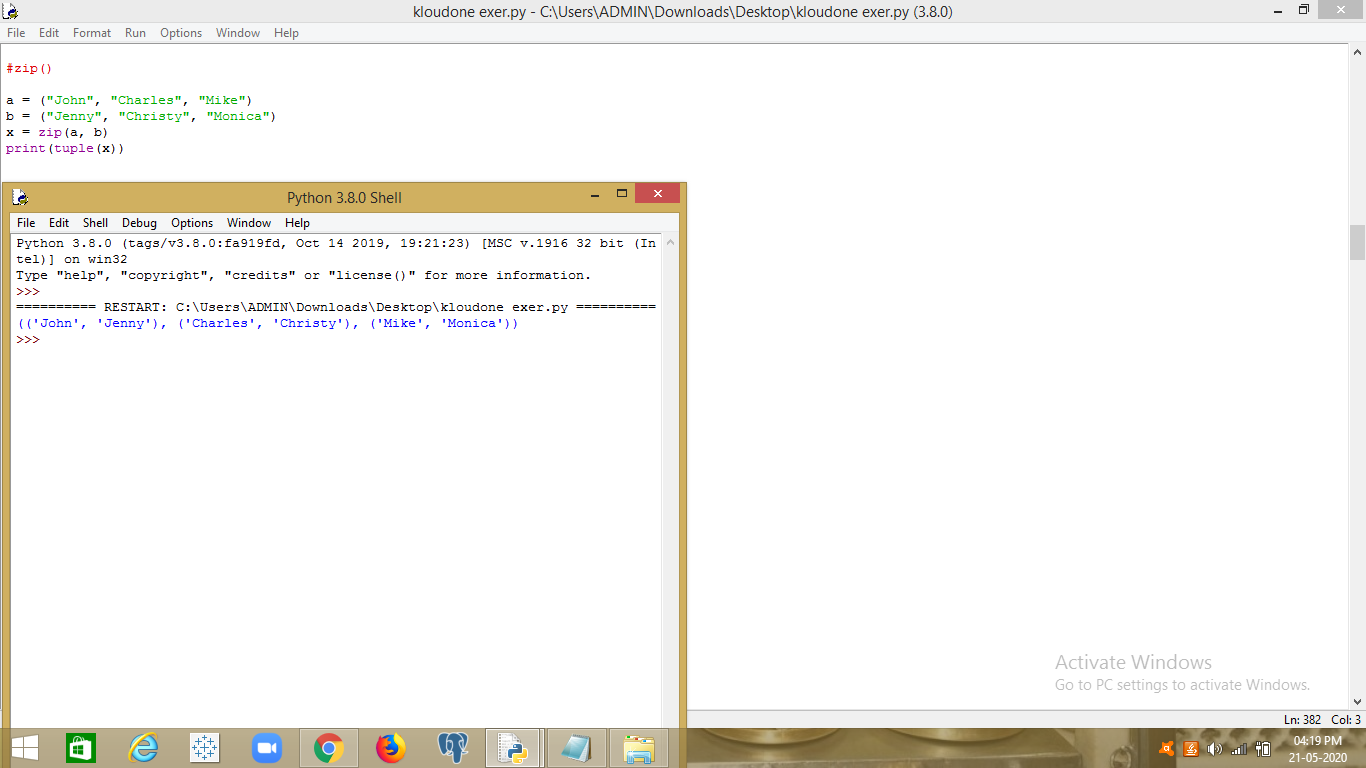 kloudone exer.py - C:\Users\ADMIN\Downloads\Desktop\kloudone exer.py (3.8.0)
File Edit Format Run Options Window Help
#zip()
a = ("John", "Charles", "Mike")
b = ("Jenny", "Christy", "Monica")
x = zip(a, b)
print(tuple(x))
Python 3.8.0 Shell
File Edit Shell Debug Options Window Help
Python 3.8.0 (tags/v3.8.0:fa919fd, Oct 14 2019, 19:21:23) [MSC v.1916 32 bit (In
tel)] on win32
Type "help", "copyright", "credits" or "license()" for more information.
>>>
========== RESTART: C:\Users\ADMIN\Downloads\Desktop\kloudone exer.py ==========
(('John', 'Jenny'), ('Charles', 'Christy'), ('Mike', 'Monica'))
>>>
Activate Windows
Go to PC settings to activate Windows.
Ln: 382 Col: 3
04:19 PM
21-05-2020